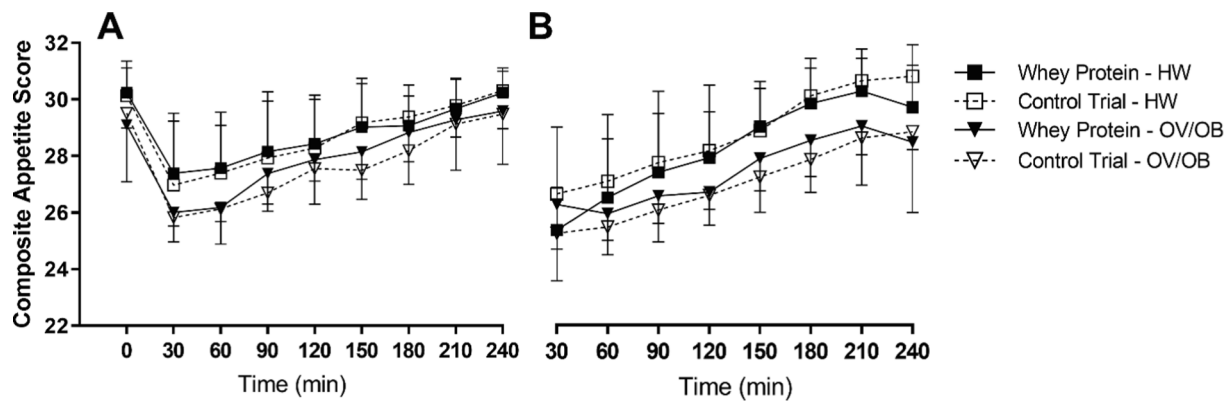 A
B
Composite Appetite Score
32
30
28
26
24
22
0 30 60 90 120 150 180 210 240
Time (min)
30 60 90 120 150 180 210 240
Time (min)
Whey Protein - HW
Control Trial - HW
Whey Protein - OV/OB
Control Trial - OV/OB